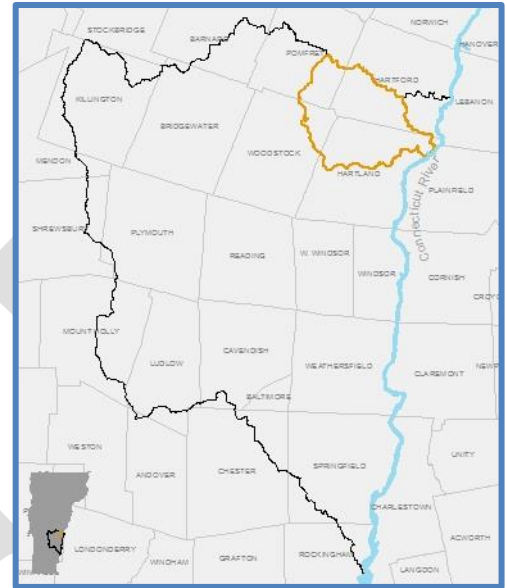 STOCKBRIDGE
BARNARD
NORWICH
POMFRET
HANOVER
HARTFORD
KILLINGTON
LEBANON
BRIDGEWATER
WOODSTOCK
MENDON
HARTLAND
Connecticut River
PLAINFIELD
SHREWSBURY
PLYMOUTH
READING
W. WINDSOR
WINDSOR
CORNISH
CROY
MOUNT HOLLY
LUDLOW
CAVENDISH
WEATHERSFIELD
CLAREMONT
NEWP
BALTIMORE
WESTON
ANDOVER
CHESTER
SPRINGFIELD
UNITY
CHARLESTOWN
ACWORTH
LONDONDERRY
WINDHAM
GRAFTON
ROCKINGHAM
LANGDON